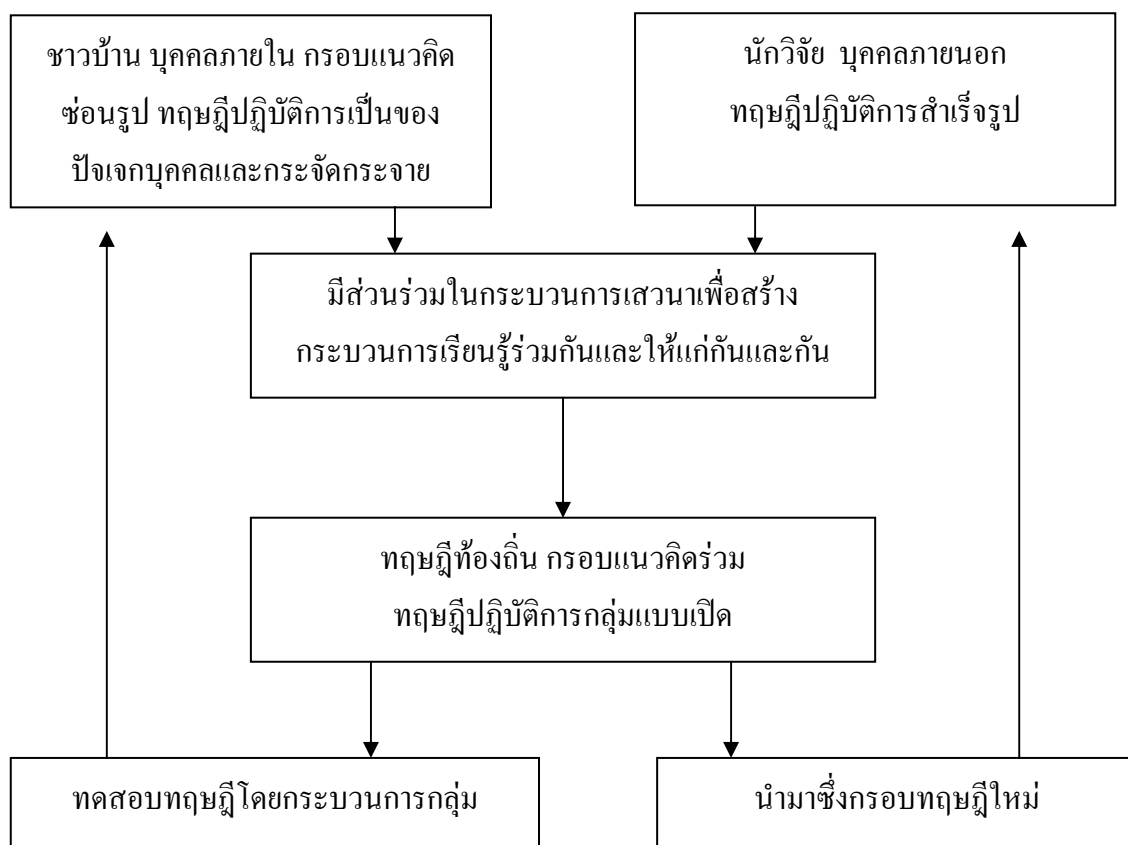 ชาวบ้าน บุคคลภายใน กรอบแนวคิด
ซ่อนรูป ทฤษฎีปฏิบัติการเป็นของ
ปัจเจกบุคคลและกระจัดกระจาย
นักวิจัย บุคคลภายนอก
ทฤษฎีปฏิบัติการสำเร็จรูป
มีส่วนร่วมในกระบวนการเสวนาเพื่อสร้าง
กระบวนการเรียนรู้ร่วมกันและให้แก่กันและกัน
ทฤษฎีท้องถิ่น กรอบแนวคิดร่วม
ทฤษฎีปฏิบัติการกลุ่มแบบเปิด
ทดสอบทฤษฎีโดยกระบวนการกลุ่ม
นำมาซึ่งกรอบทฤษฎีใหม่